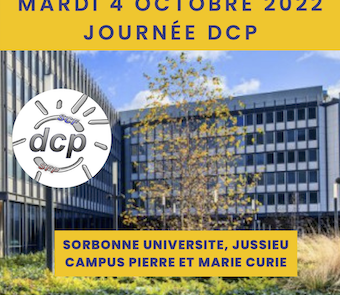 MARDI 4 OCTOBRE 2022
JOURNÉE DCP
dcp
SORBONNE UNIVERSITE, JUSSIEU
CAMPUS PIERRE ET MARIE CURIE